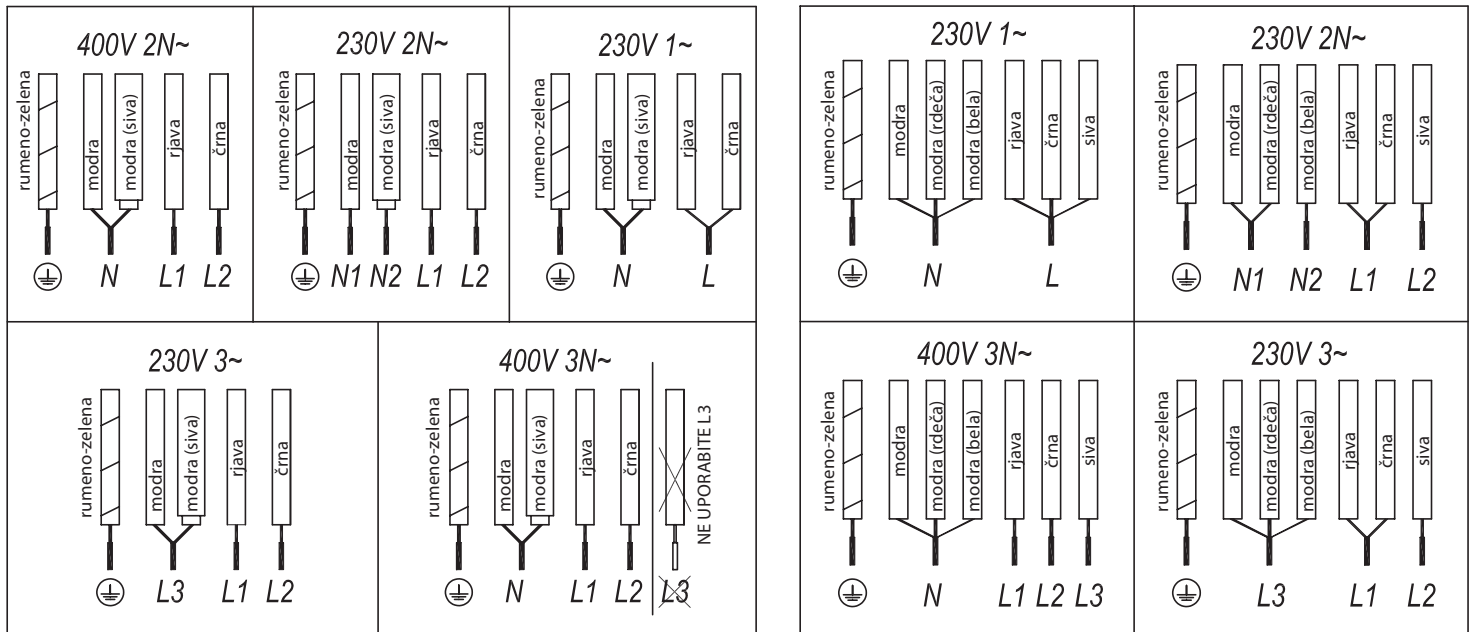 400V 2N~
rumeno-zelena
modra
modra (siva)
rjava
črna
N L1 L2
230V 2N~
rumeno-zelena
modra
modra (siva)
rjava
črna
N1 N2 L1 L2
230V 1~
rumeno-zelena
modra
modra (siva)
rjava
črna
N L
230V 3~
rumeno-zelena
modra
modra (siva)
rjava
črna
L3 L1 L2
400V 3N~
rumeno-zelena
modra
modra (siva)
rjava
črna
NE UPORABITE L3
N L1 L2 L3
230V 1~
rumeno-zelena
modra
modra (rdeča)
modra (bela)
rjava
črna
siva
N L
230V 2N~
rumeno-zelena
modra
modra (rdeča)
modra (bela)
rjava
črna
siva
N1 N2 L1 L2
400V 3N~
rumeno-zelena
modra
modra (rdeča)
modra (bela)
rjava
črna
siva
N L1 L2 L3
230V 3~
rumeno-zelena
modra
modra (rdeča)
modra (bela)
rjava
črna
siva
L3 L1 L2